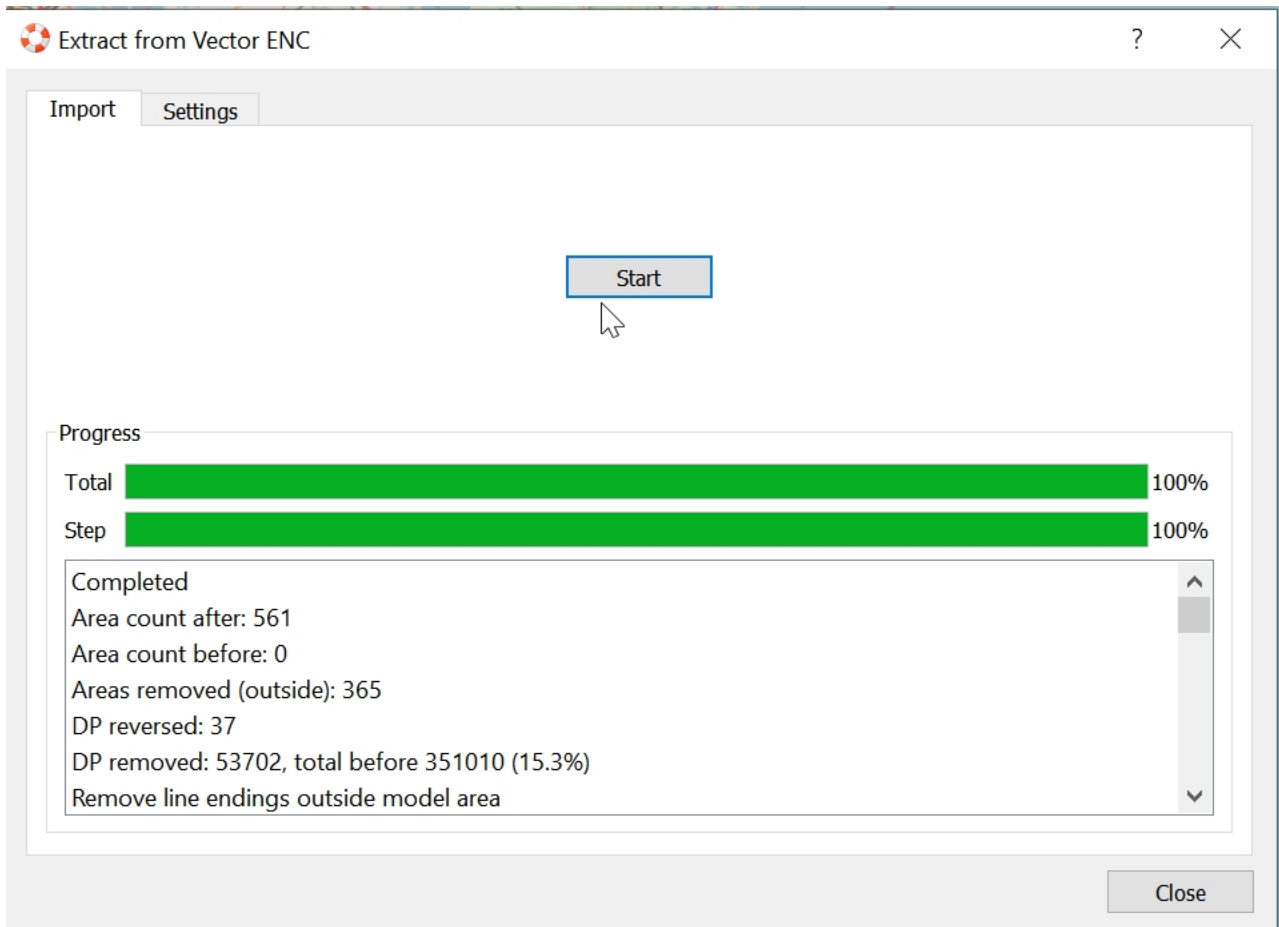 Extract from Vector ENC ?
Import Settings
Start
Progress
Total 100%
Step 100%
Completed
Area count after: 561
Area count before: 0
Areas removed (outside): 365
DP reversed: 37
DP removed: 53702, total before 351010 (15.3%)
Remove line endings outside model area
Close